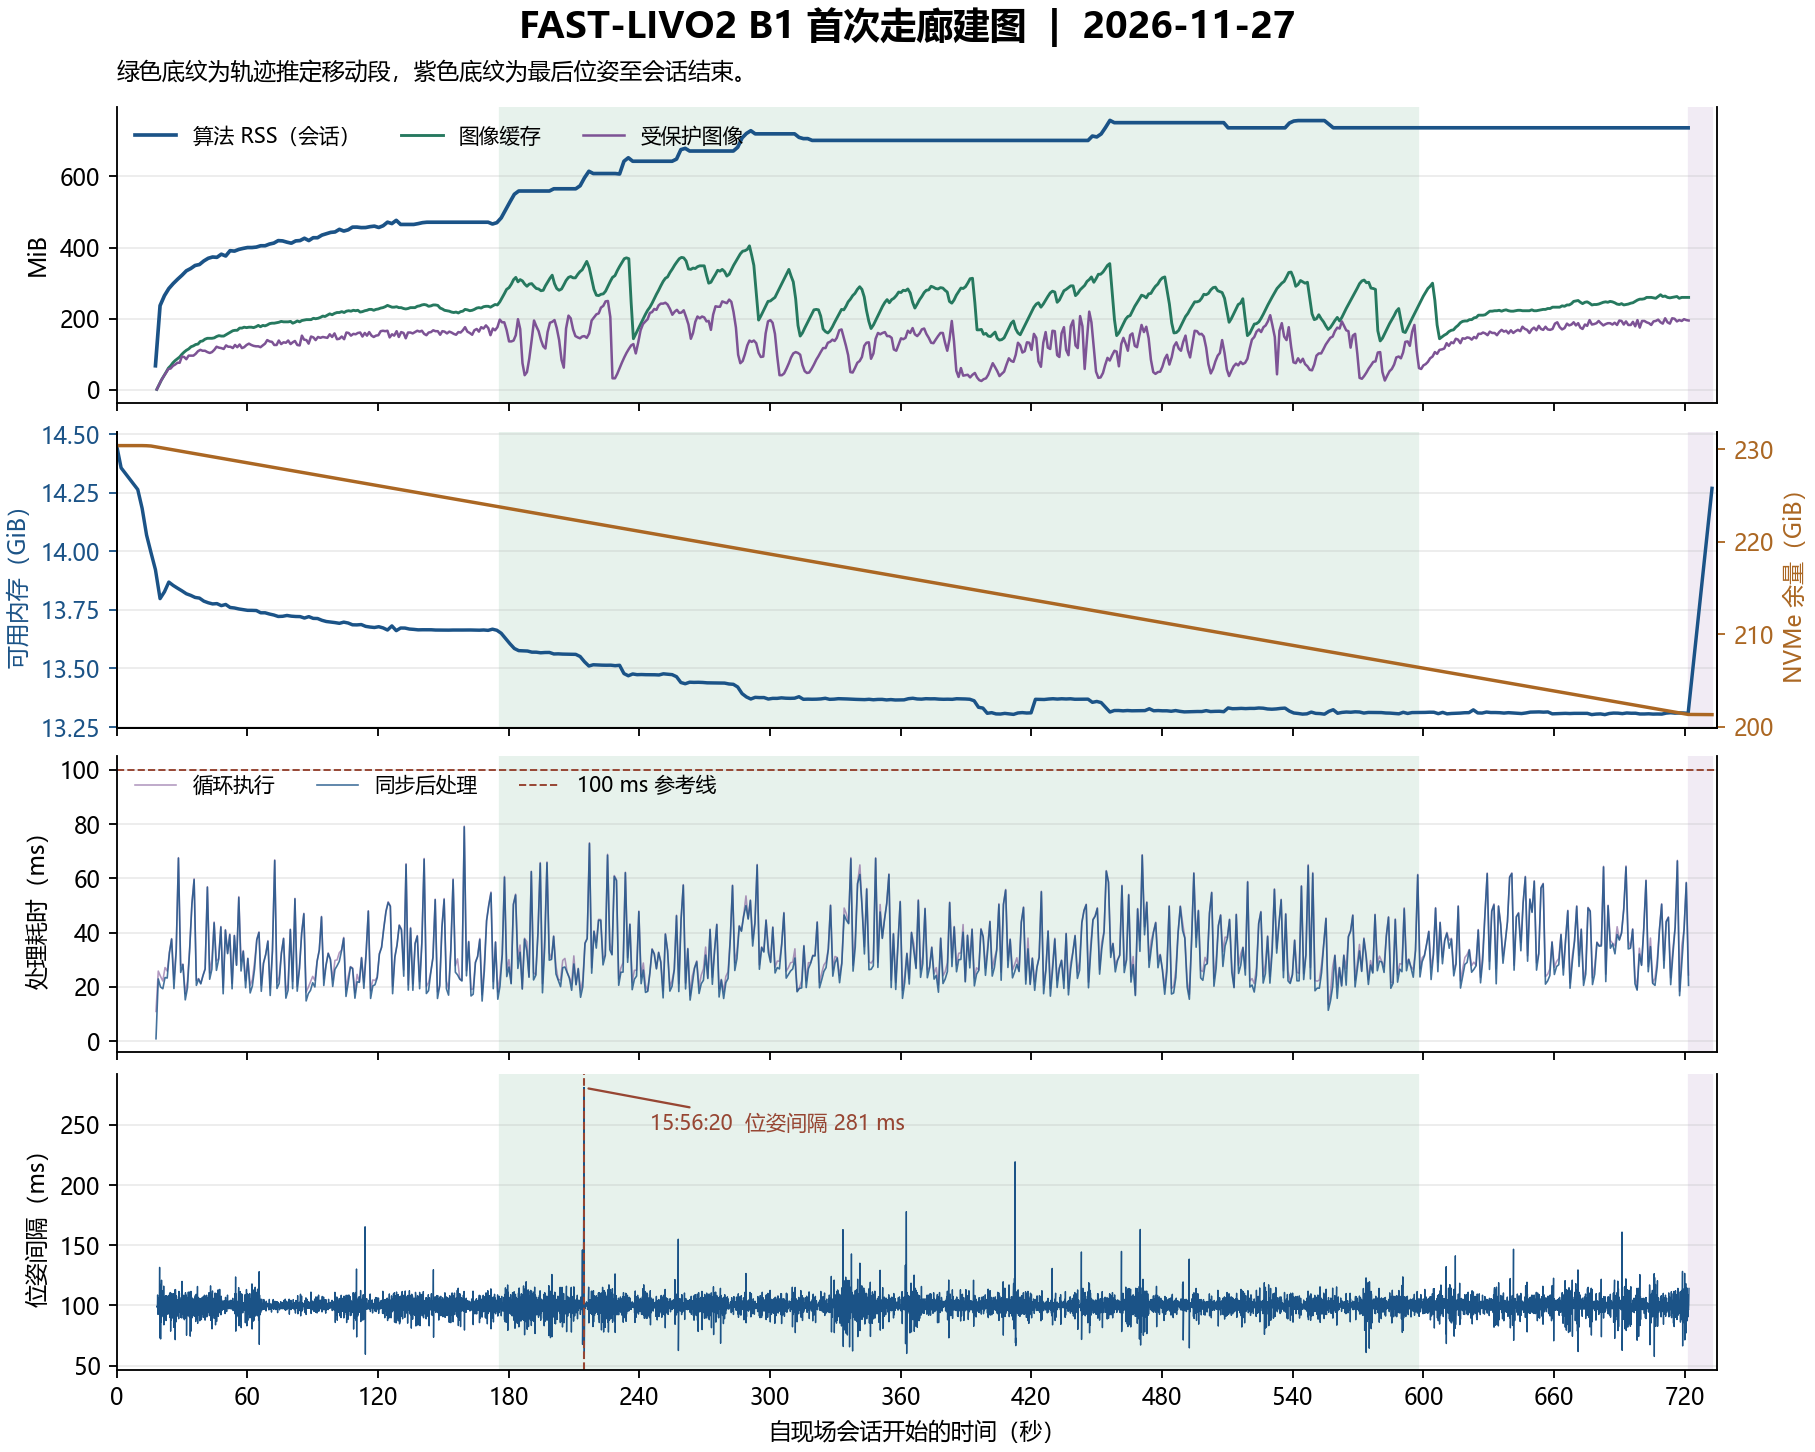 FAST-LIVO2 B1 首次走廊建图 | 2026-11-27
绿色底纹为轨迹推定移动段，紫色底纹为最后位姿至会话结束。
算法 RSS（会话） 图像缓存 受保护图像
MiB
600
400
200
0
14.50
14.25
14.00
13.75
13.50
13.25
可用内存（GiB）
230
220
210
200
NVMe 余量（GiB）
循环执行 同步后处理 100 ms 参考线
处理耗时（ms）
100
80
60
40
20
0
15:56:20 位姿间隔 281 ms
位姿间隔（ms）
250
200
150
100
50
0 60 120 180 240 300 360 420 480 540 600 660 720
自现场会话开始的时间（秒）